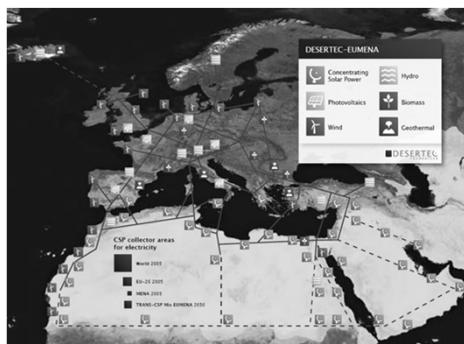 DESERTEC-EUMENA
Concentrating
Solar Power
Hydro
Photovoltaics
Biomass
Wind
Geothermal
DESERTEC
FOUNDATION
CSP collector areas
for electricity
World 2005
EU-25 2005
MENA 2005
TRANS-CSP Mix EUMENA 2050